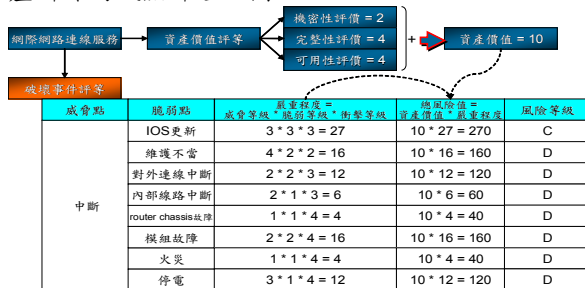 機密性評價 = 2
網際網路連線服務
資產價值評等
完整性評價 = 4
+
資產價值 = 10
可用性評價 = 4
破壞事件評等
威脅點
脆弱點
嚴重程度 =
威脅等級 * 脆弱等級 * 衝擊等級
總風險值 =
資產價值 * 嚴重程度
風險等級
中斷
IOS更新
3 * 3 * 3 = 27
10 * 27 = 270
C
維護不當
4 * 2 * 2 = 16
10 * 16 = 160
D
對外連線中斷
2 * 2 * 3 = 12
10 * 12 = 120
D
內部線路中斷
2 * 1 * 3 = 6
10 * 6 = 60
D
router chassis故障
1 * 1 * 4 = 4
10 * 4 = 40
D
模組故障
2 * 2 * 4 = 16
10 * 16 = 160
D
火災
1 * 1 * 4 = 4
10 * 4 = 40
D
停電
3 * 1 * 4 = 12
10 * 12 = 120
D